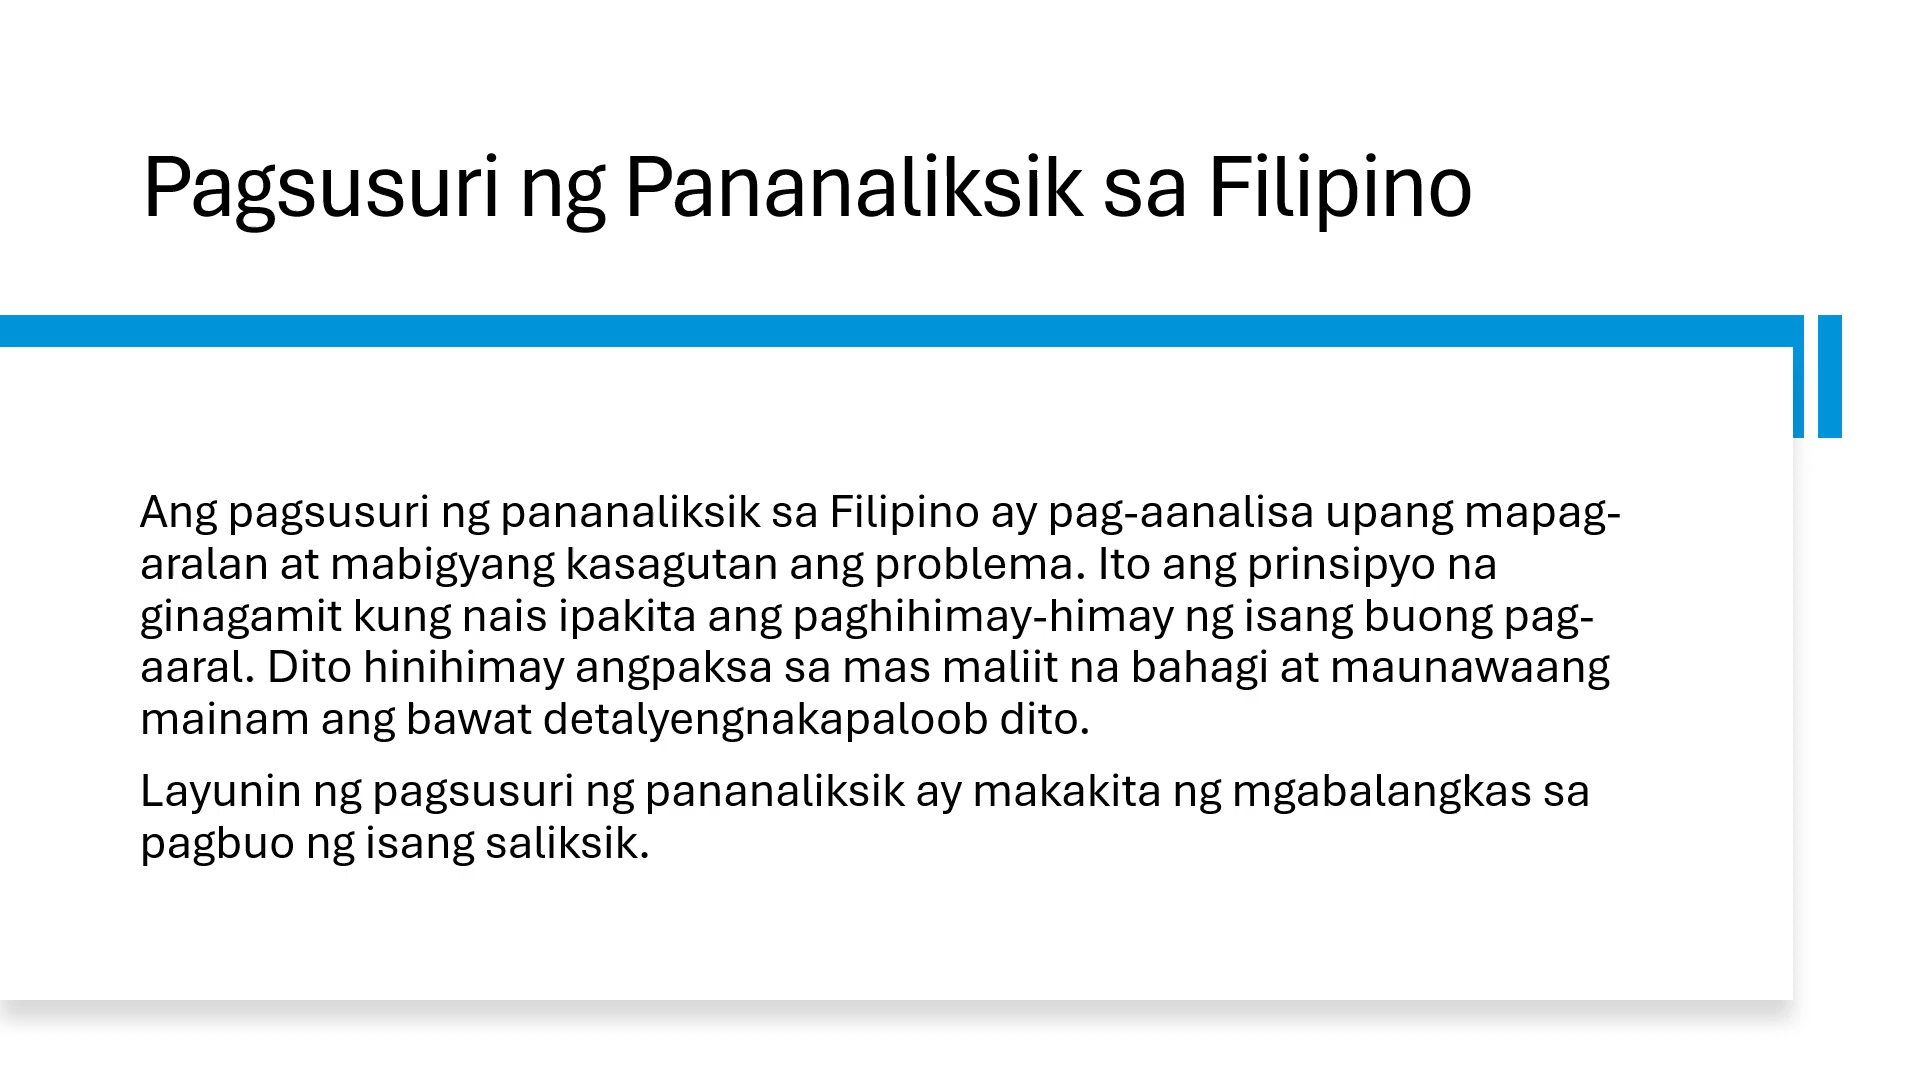 Pagsusuri ng Pananaliksik sa Filipino
Ang pagsusuri ng pananaliksik sa Filipino ay pag-aanalisa upang mapag-
aralan at mabigyang kasagutan ang problema. Ito ang prinsipyo na
ginagamit kung nais ipakita ang paghihimay-himay ng isang buong pag-
aaral. Dito hinihimay angpaksa sa mas maliit na bahagi at maunawaang
mainam ang bawat detalyengnakapaloob dito.
Layunin ng pagsusuri ng pananaliksik ay makakita ng mgabalangkas sa
pagbuo ng isang saliksik.